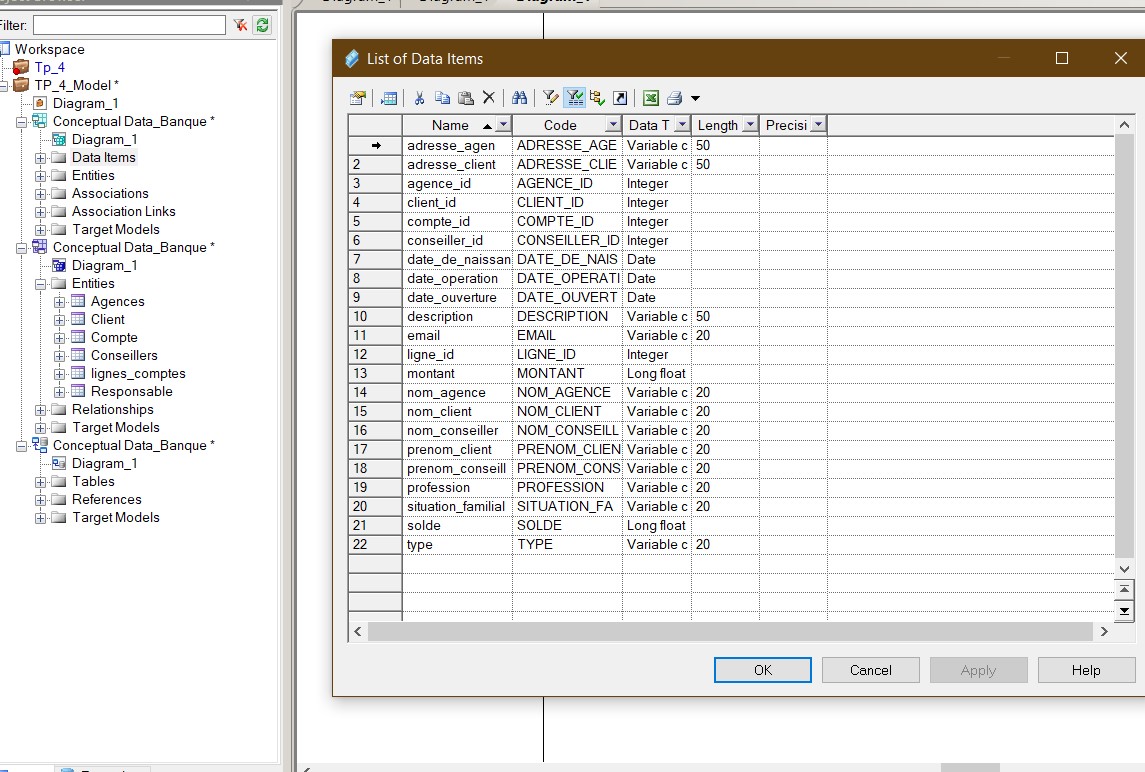 Filter:
Workspace
Tp_4
TP_4_Model *
Diagram_1
Conceptual Data_Banque *
Diagram_1
Data Items
Entities
Associations
Association Links
Target Models
Conceptual Data_Banque *
Diagram_1
Entities
Agences
Client
Compte
Conseillers
lignes_comptes
Responsable
Relationships
Target Models
Conceptual Data_Banque *
Diagram_1
Tables
References
Target Models
List of Data Items
Name Code Data T Length Precisi
adresse_agen ADRESSE_AGE Variable c 50
2 adresse_client ADRESSE_CLIE Variable c 50
3 agence_id AGENCE_ID Integer
4 client_id CLIENT_ID Integer
5 compte_id COMPTE_ID Integer
6 conseiller_id CONSEILLER_ID Integer
7 date_de_naissan DATE_DE_NAIS Date
8 date_operation DATE_OPERATI Date
9 date_ouverture DATE_OUVERT Date
10 description DESCRIPTION Variable c 50
11 email EMAIL Variable c 20
12 ligne_id LIGNE_ID Integer
13 montant MONTANT Long float
14 nom_agence NOM_AGENCE Variable c 20
15 nom_client NOM_CLIENT Variable c 20
16 nom_conseiller NOM_CONSEILL Variable c 20
17 prenom_client PRENOM_CLIEN Variable c 20
18 prenom_conseill PRENOM_CONS Variable c 20
19 profession PROFESSION Variable c 20
20 situation_familial SITUATION_FA Variable c 20
21 solde SOLDE Long float
22 type TYPE Variable c 20
OK Cancel Apply Help